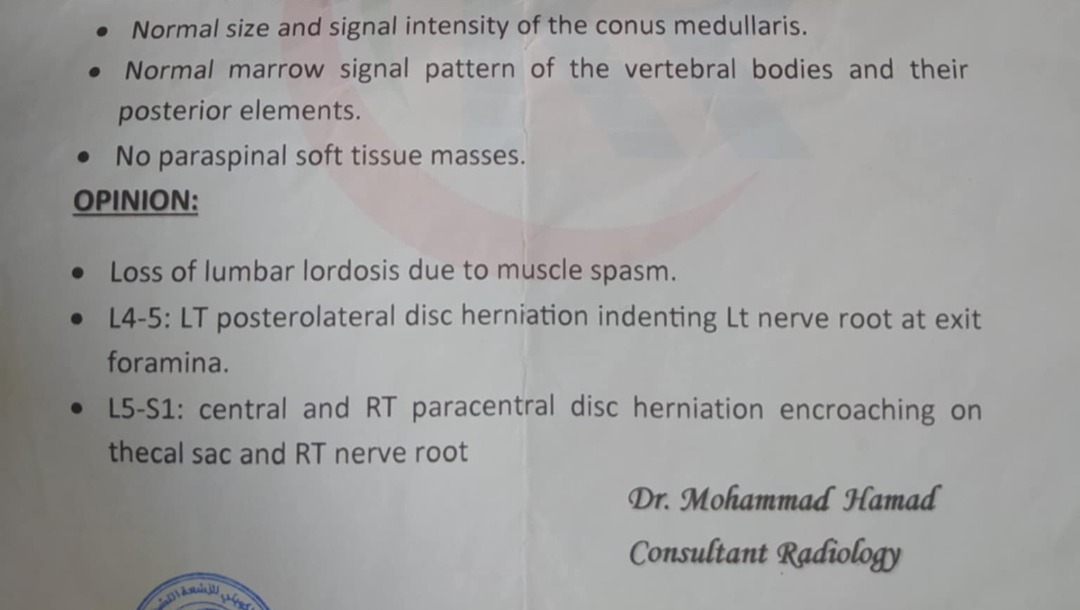 • Normal size and signal intensity of the conus medullaris.
• Normal marrow signal pattern of the vertebral bodies and their
posterior elements.
• No paraspinal soft tissue masses.
OPINION:
• Loss of lumbar lordosis due to muscle spasm.
• L4-5: LT posterolateral disc herniation indenting Lt nerve root at exit
foramina.
• L5-S1: central and RT paracentral disc herniation encroaching on
thecal sac and RT nerve root
Dr. Mohammad Hamad
Consultant Radiology